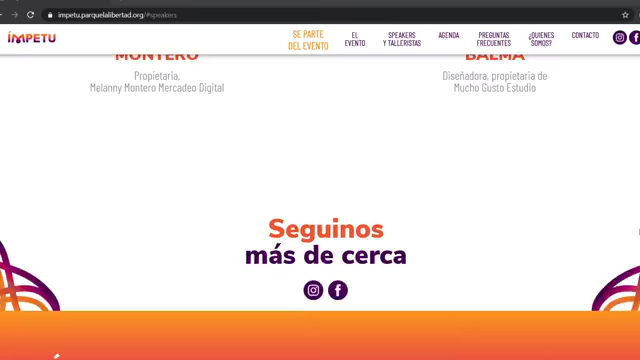 impetu.parquelalibertad.org/#speakers
ÍMPETU
SE PARTE
DEL EVENTO
EL
EVENTO
SPEAKERS
Y TALLERISTAS
AGENDA
PREGUNTAS
FRECUENTES
¿QUIENES
SOMOS?
CONTACTO
MONTERO
Propietaria,
Melanny Montero Mercadeo Digital
BALMA
Diseñadora, propietaria de
Mucho Gusto Estudio
Seguinos
más de cerca